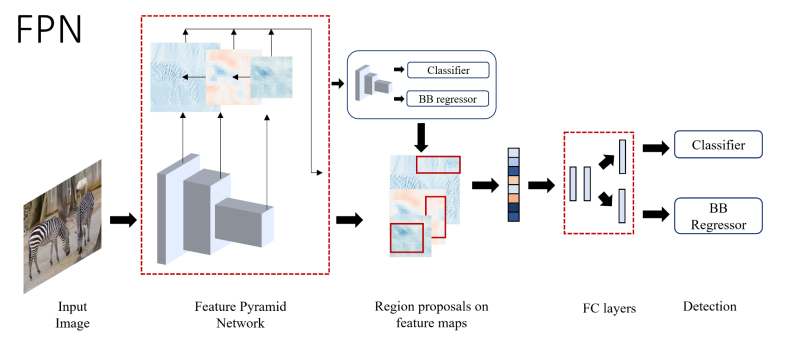 FPN
Classifier
BB regressor
Classifier
BB
Regressor
Input
Image
Feature Pyramid
Network
Region proposals on
feature maps
FC layers
Detection